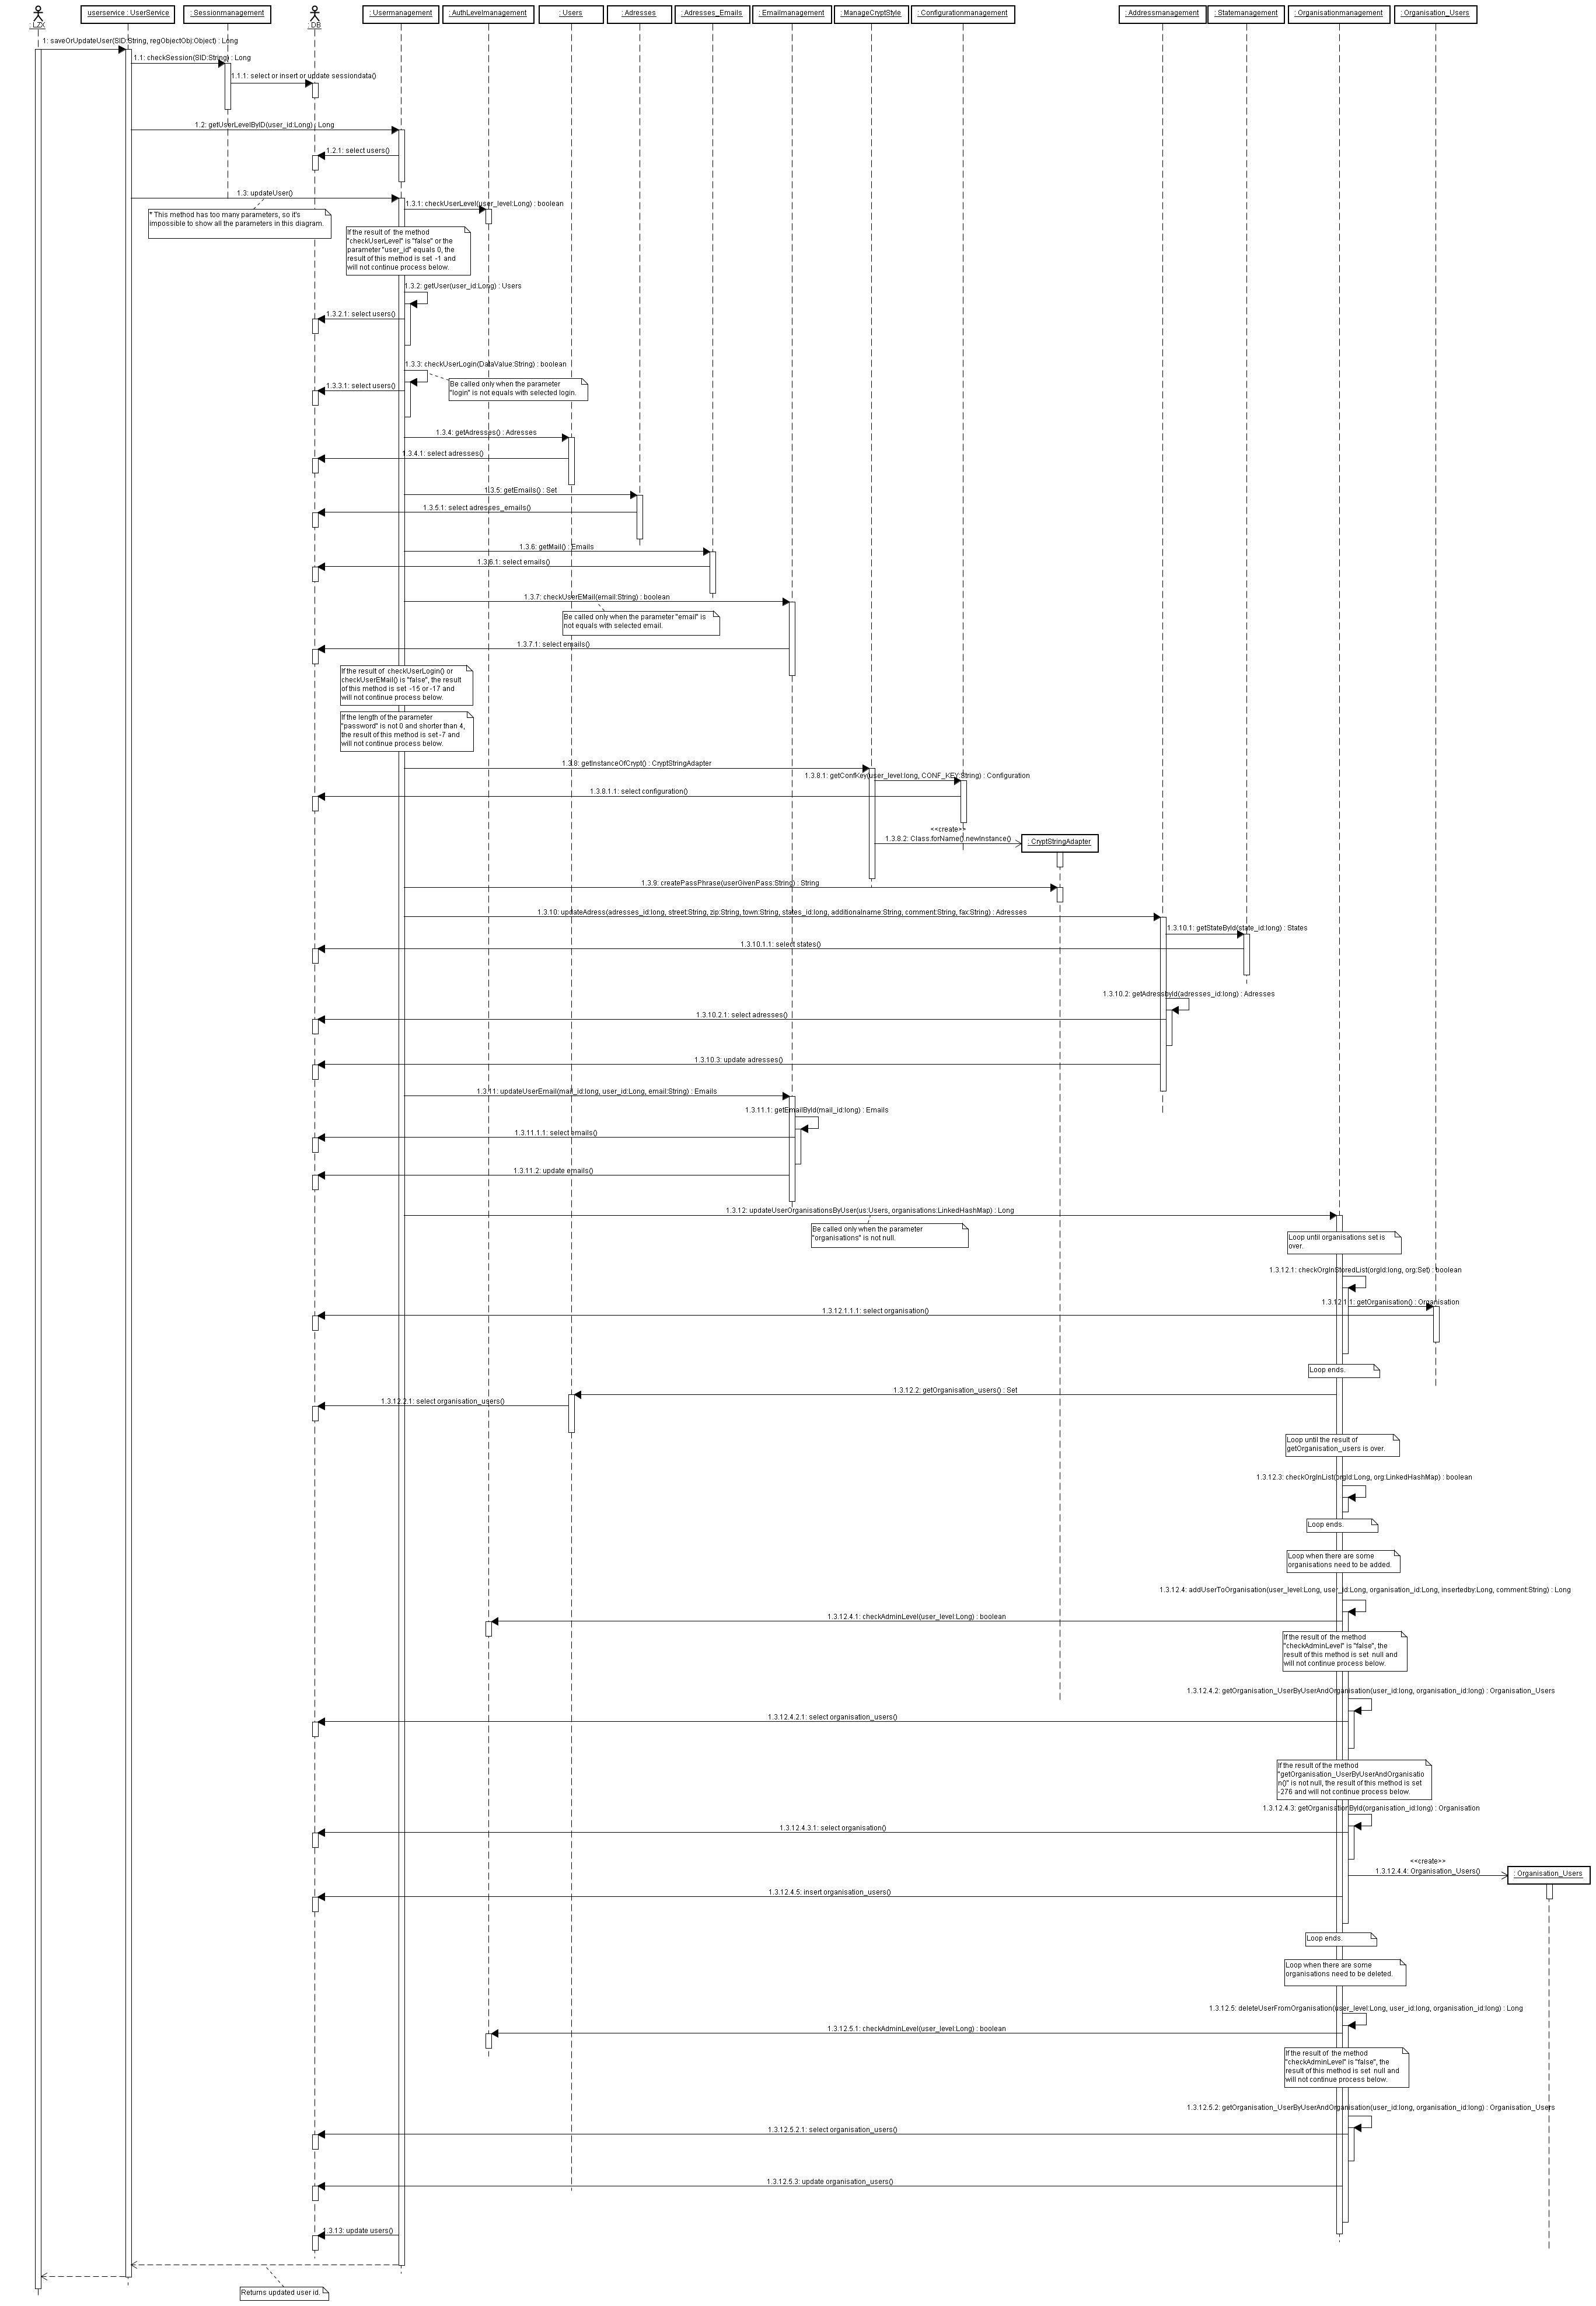 : LZX
userservice : UserService
: Sessionmanagement
: DB
: Usermanagement
: AuthLevelmanagement
: Users
: Adresses
: Adresses_Emails
: Emailmanagement
: ManageCryptStyle
: Configurationmanagement
: Addressmanagement
: Statemanagement
: Organisationmanagement
: Organisation_Users
1: saveOrUpdateUser(SID:String, regObjectObj:Object) : Long
1.1: checkSession(SID:String) : Long
1.1.1: select or insert or update sessiondata()
1.2: getUserLevelByID(user_id:Long) : Long
1.2.1: select users()
1.3: updateUser()
* This method has too many parameters, so it's
impossible to show all the parameters in this diagram.
1.3.1: checkUserLevel(user_level:Long) : boolean
If the result of the method
"checkUserLevel" is "false" or the
parameter "user_id" equals 0, the
result of this method is set -1 and
will not continue process below.
1.3.2: getUser(user_id:Long) : Users
1.3.2.1: select users()
1.3.3: checkUserLogin(DataValue:String) : boolean
Be called only when the parameter
"login" is not equals with selected login.
1.3.3.1: select users()
1.3.4: getAdresses() : Adresses
1.3.4.1: select adresses()
1.3.5: getEmails() : Set
1.3.5.1: select adresses_emails()
1.3.6: getMail() : Emails
1.3.6.1: select emails()
1.3.7: checkUserEMail(email:String) : boolean
Be called only when the parameter "email" is
not equals with selected email.
1.3.7.1: select emails()
If the result of checkUserLogin() or
checkUserEMail() is "false", the result
of this method is set -15 or -17 and
will not continue process below.
If the length of the parameter
"password" is not 0 and shorter than 4,
the result of this method is set -7 and
will not continue process below.
1.3.8: getInstanceOfCrypt() : CryptStringAdapter
1.3.8.1: getConfKey(user_level:long, CONF_KEY:String) : Configuration
1.3.8.1.1: select configuration()
<<create>>
1.3.8.2: Class.forName().newInstance()
: CryptStringAdapter
1.3.9: createPassPhrase(userGivenPass:String) : String
1.3.10: updateAdress(adresses_id:long, street:String, zip:String, town:String, states_id:long, additionalname:String, comment:String, fax:String) : Adresses
1.3.10.1: getStateById(state_id:long) : States
1.3.10.1.1: select states()
1.3.10.2: getAdressbyId(adresses_id:long) : Adresses
1.3.10.2.1: select adresses()
1.3.10.3: update adresses()
1.3.11: updateUserEmail(mail_id:long, user_id:Long, email:String) : Emails
1.3.11.1: getEmailById(mail_id:long) : Emails
1.3.11.1.1: select emails()
1.3.11.2: update emails()
1.3.12: updateUserOrganisationsByUser(us:Users, organisations:LinkedHashMap) : Long
Be called only when the parameter
"organisations" is not null.
Loop until organisations set is
over.
1.3.12.1: checkOrgInStoredList(orgId:long, org:Set) : boolean
1.3.12.1.1: getOrganisation() : Organisation
1.3.12.1.1.1: select organisation()
Loop ends.
1.3.12.2: getOrganisation_users() : Set
1.3.12.2.1: select organisation_users()
Loop until the result of
getOrganisation_users is over.
1.3.12.3: checkOrgInList(orgId:Long, org:LinkedHashMap) : boolean
Loop ends.
Loop when there are some
organisations need to be added.
1.3.12.4: addUserToOrganisation(user_level:Long, user_id:Long, organisation_id:Long, insertedby:Long, comment:String) : Long
1.3.12.4.1: checkAdminLevel(user_level:Long) : boolean
If the result of the method
"checkAdminLevel" is "false", the
result of this method is set null and
will not continue process below.
1.3.12.4.2: getOrganisation_UserByUserAndOrganisation(user_id:long, organisation_id:long) : Organisation_Users
1.3.12.4.2.1: select organisation_users()
If the result of the method
"getOrganisation_UserByUserAndOrganisatio
n()" is not null, the result of this method is set
-276 and will not continue process below.
1.3.12.4.3: getOrganisationById(organisation_id:long) : Organisation
1.3.12.4.3.1: select organisation()
<<create>>
1.3.12.4.4: Organisation_Users()
: Organisation_Users
1.3.12.4.5: insert organisation_users()
Loop ends.
Loop when there are some
organisations need to be deleted.
1.3.12.5: deleteUserFromOrganisation(user_level:Long, user_id:long, organisation_id:long) : Long
1.3.12.5.1: checkAdminLevel(user_level:Long) : boolean
If the result of the method
"checkAdminLevel" is "false", the
result of this method is set null and
will not continue process below.
1.3.12.5.2: getOrganisation_UserByUserAndOrganisation(user_id:long, organisation_id:long) : Organisation_Users
1.3.12.5.2.1: select organisation_users()
1.3.12.5.3: update organisation_users()
1.3.13: update users()
Returns updated user id.